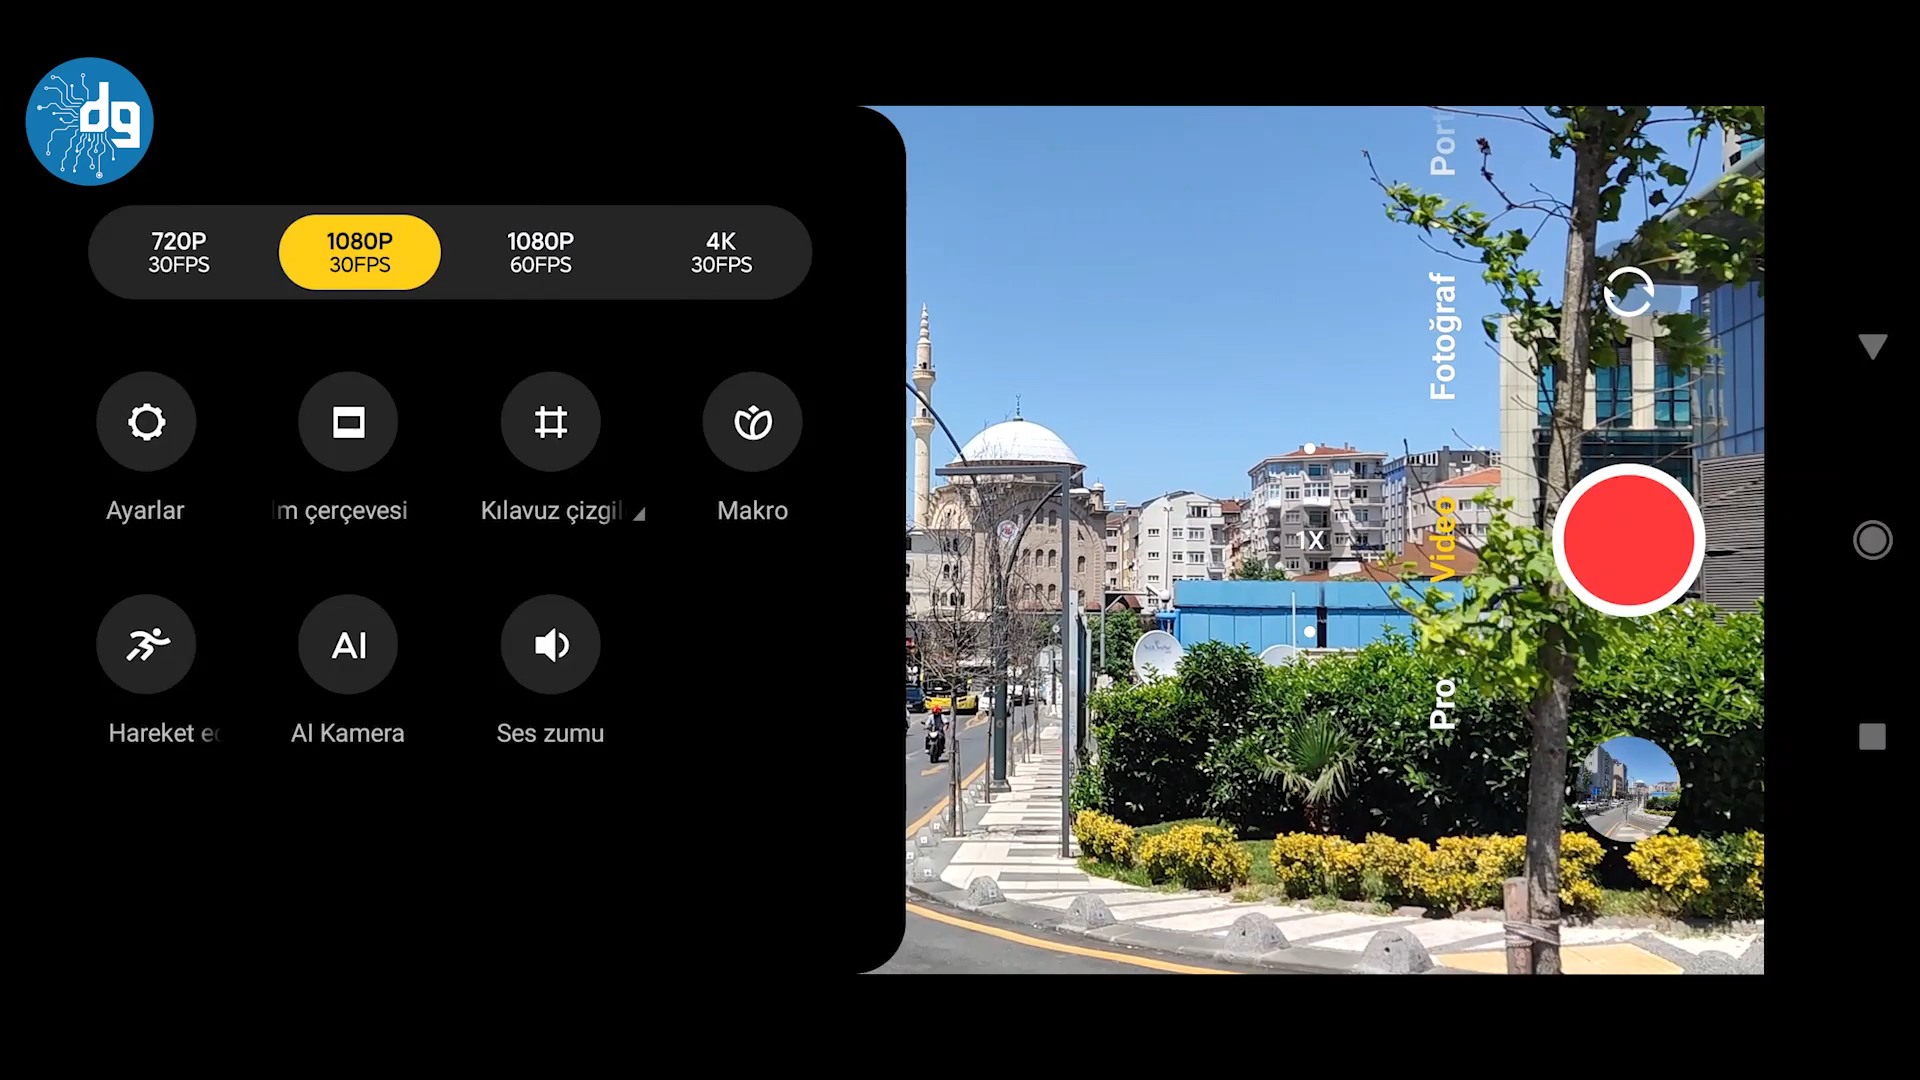 dg
720P
30FPS
1080P
30FPS
1080P
60FPS
4K
30FPS
Ayarlar
m çerçevesi
Kılavuz çizgil
Makro
Hareket
AI
AI Kamera
Ses zumu
Port
Fotoğraf
Video
Pro
1X